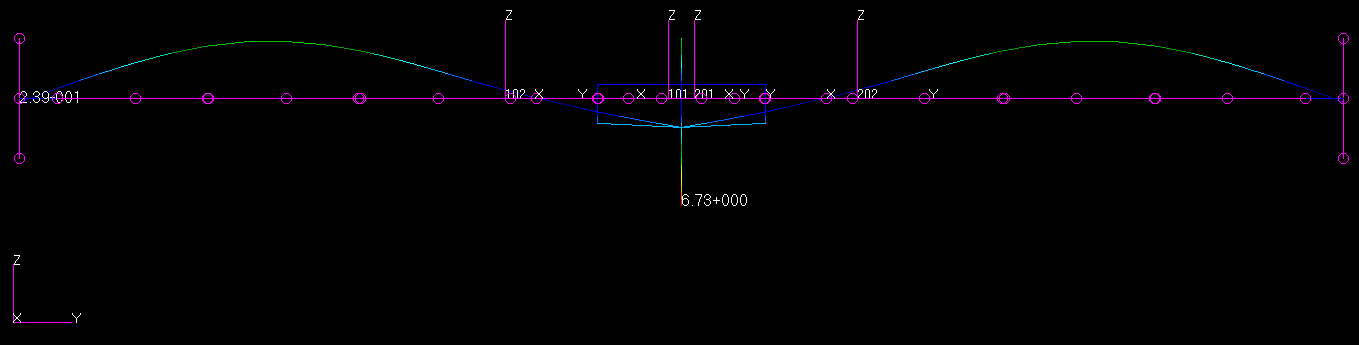 Z Z Z Z
2.39-001 102 X Y X 101 201 X Y Y X 202 Y
6.73+000
Z
X Y